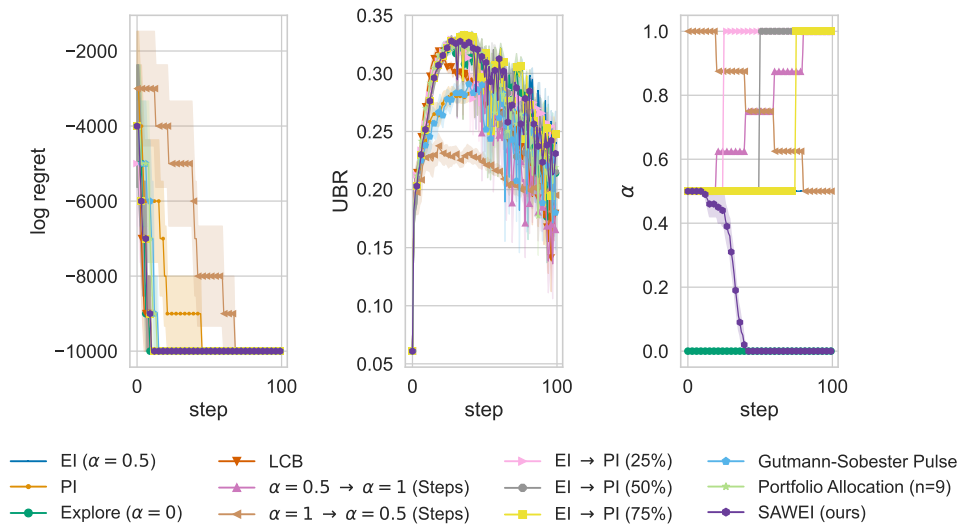 −2000
−4000
−6000
−8000
−10000
log regret
0
100
step
0.35
0.30
0.25
0.20
0.15
0.10
0.05
UBR
0
100
step
1.0
0.8
0.6
0.4
0.2
0.0
α
0
100
step
EI (α = 0.5)
PI
Explore (α = 0)
LCB
α = 0.5 → α = 1 (Steps)
α = 1 → α = 0.5 (Steps)
EI → PI (25%)
EI → PI (50%)
EI → PI (75%)
Gutmann-Sobester Pulse
Portfolio Allocation (n=9)
SAWEI (ours)